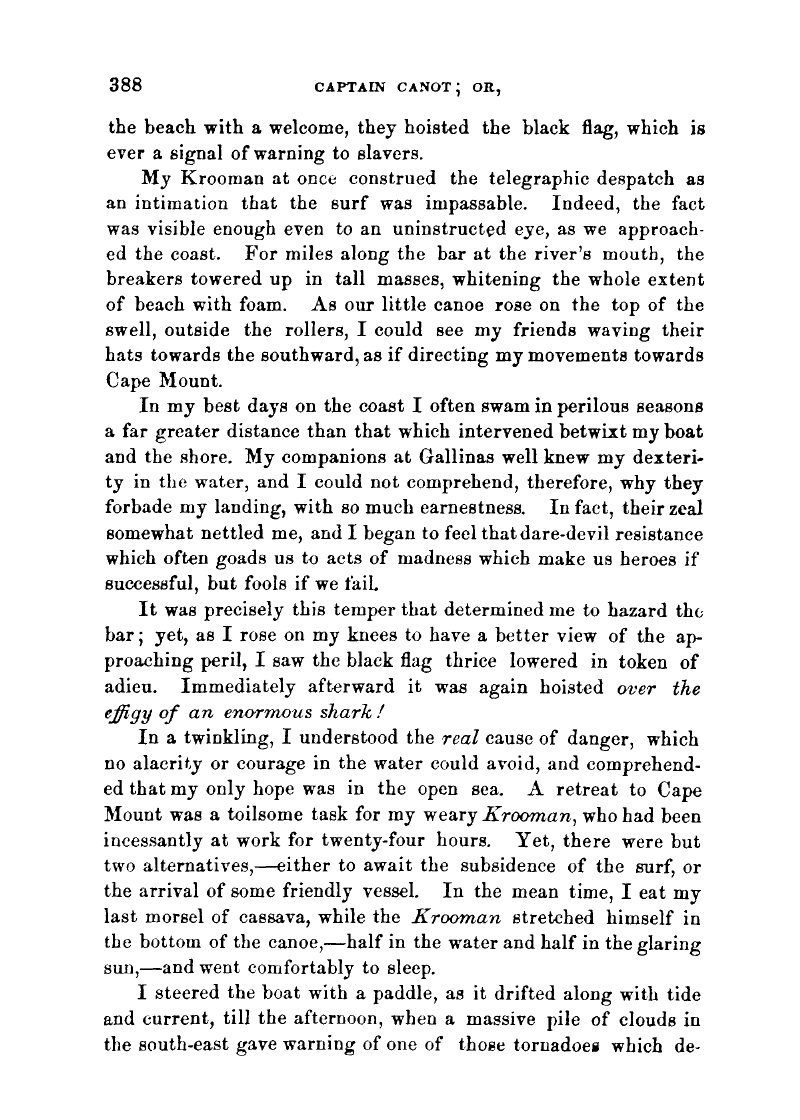 388 CAPTAIN CANOT; OR,
the beach with a welcome, they hoisted the black flag, which is
ever a signal of warning to slavers.
My Krooman at once construed the telegraphic despatch as
an intimation that the surf was impassable. Indeed, the fact
was visible enough even to an uninstructed eye, as we approach-
ed the coast. For miles along the bar at the river's mouth, the
breakers towered up in tall masses, whitening the whole extent
of beach with foam. As our little canoe rose on the top of the
swell, outside the rollers, I could see my friends waving their
hats towards the southward, as if directing my movements towards
Cape Mount.
In my best days on the coast I often swam in perilous seasons
a far greater distance than that which intervened betwixt my boat
and the shore. My companions at Gallinas well knew my dexteri-
ty in the water, and I could not comprehend, therefore, why they
forbade my landing, with so much earnestness. In fact, their zeal
somewhat nettled me, and I began to feel that dare-devil resistance
which often goads us to acts of madness which make us heroes if
successful, but fools if we fail.
It was precisely this temper that determined me to hazard the
bar; yet, as I rose on my knees to have a better view of the ap-
proaching peril, I saw the black flag thrice lowered in token of
adieu. Immediately afterward it was again hoisted over the
effigy of an enormous shark!
In a twinkling, I understood the real cause of danger, which
no alacrity or courage in the water could avoid, and comprehend-
ed that my only hope was in the open sea. A retreat to Cape
Mount was a toilsome task for my weary Krooman, who had been
incessantly at work for twenty-four hours. Yet, there were but
two alternatives,—either to await the subsidence of the surf, or
the arrival of some friendly vessel. In the mean time, I eat my
last morsel of cassava, while the Krooman stretched himself in
the bottom of the canoe,—half in the water and half in the glaring
sun,—and went comfortably to sleep.
I steered the boat with a paddle, as it drifted along with tide
and current, till the afternoon, when a massive pile of clouds in
the south-east gave warning of one of those tornadoes which de-